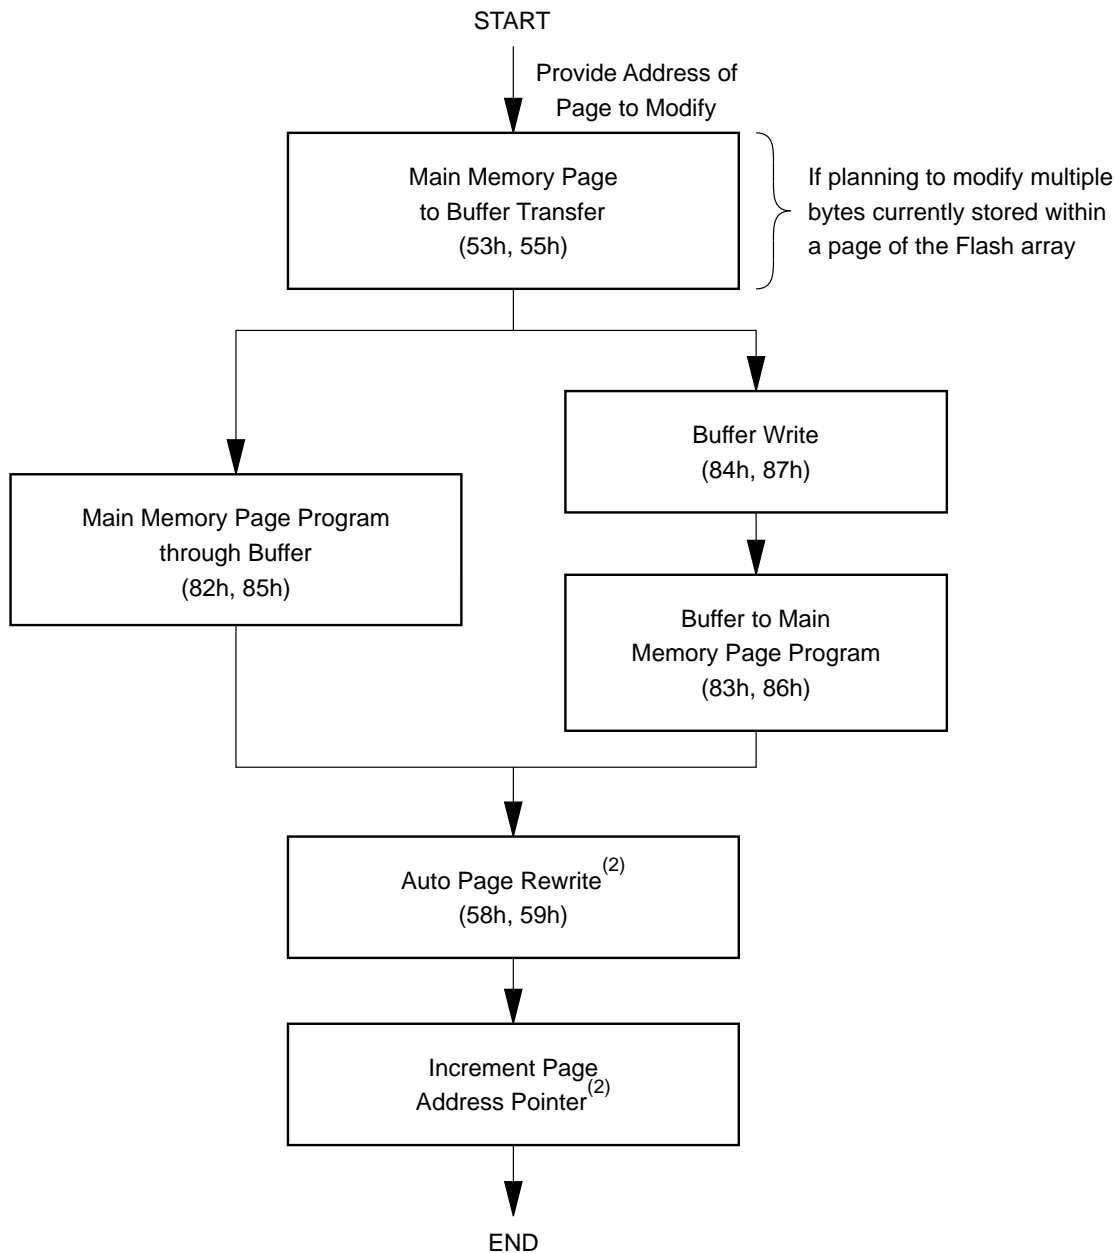 START
Provide Address of
Page to Modify
Main Memory Page
to Buffer Transfer
(53h, 55h)
If planning to modify multiple
bytes currently stored within
a page of the Flash array
Buffer Write
(84h, 87h)
Main Memory Page Program
through Buffer
(82h, 85h)
Buffer to Main
Memory Page Program
(83h, 86h)
Auto Page Rewrite(2)
(58h, 59h)
Increment Page
Address Pointer(2)
END